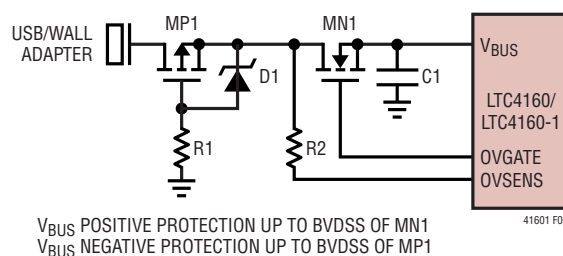 USB/WALL
ADAPTER
MP1
MN1
D1
C1
R1
R2
VBUS
LTC4160/
LTC4160-1
OVGATE
OVSENS
41601 F0
VBUS POSITIVE PROTECTION UP TO BVDSS OF MN1
VBUS NEGATIVE PROTECTION UP TO BVDSS OF MP1